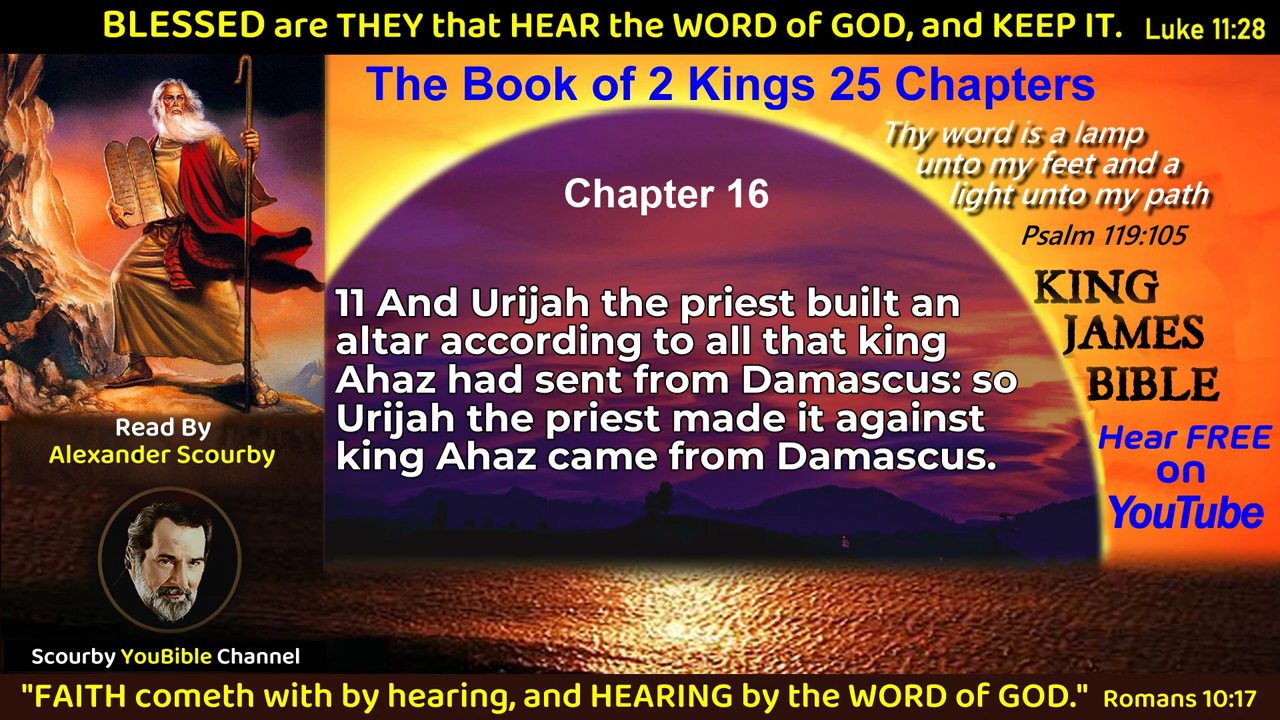 BLESSED are THEY that HEAR the WORD of GOD, and KEEP IT. Luke 11:28
The Book of 2 Kings 25 Chapters
Thy word is a lamp
unto my feet and a
light unto my path
Psalm 119:105
Chapter 16
11 And Urijah the priest built an
altar according to all that king
Ahaz had sent from Damascus: so
Urijah the priest made it against
king Ahaz came from Damascus.
KING
JAMES
BIBLE
Hear FREE
on
YouTube
Read By
Alexander Scourby
Scourby YouBible Channel
"FAITH cometh with by hearing, and HEARING by the WORD of GOD." Romans 10:17